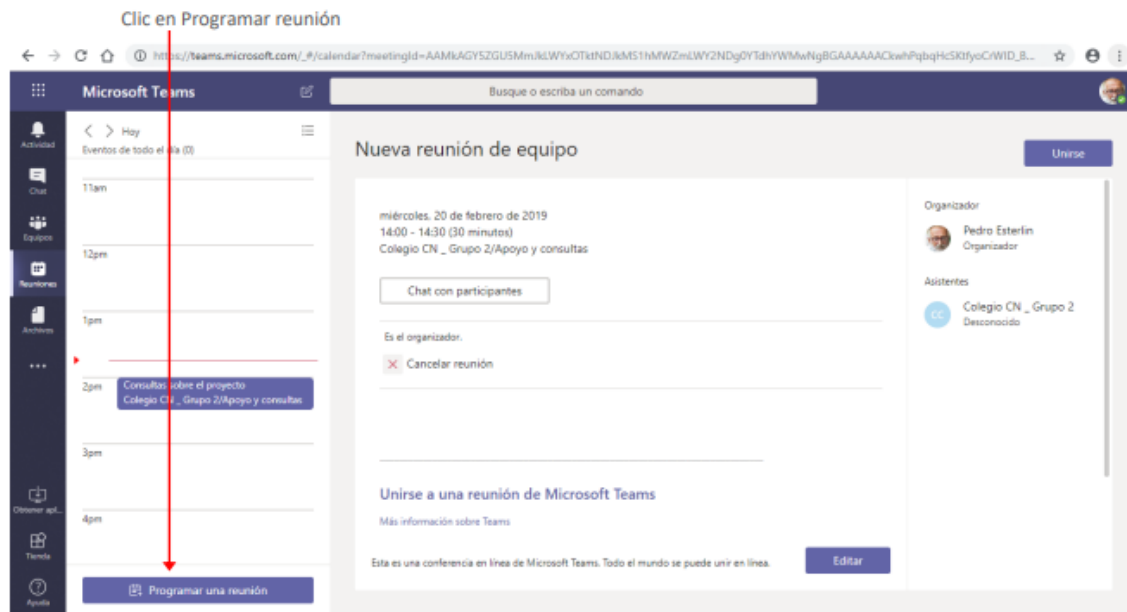 Clic en Programar reunión
Microsoft Teams
Busque o escriba un comando
Actividad
Chat
Equipos
Reuniones
Archivos
Obtener apl...
Tienda
Ayuda
Hoy
Eventos de todo el día (0)
11am
12pm
1pm
2pm
Consultas sobre el proyecto
Colegio CN _ Grupo 2/Apoyo y consultas
3pm
4pm
Programar una reunión
Nueva reunión de equipo
Unirse
miércoles, 20 de febrero de 2019
14:00 - 14:30 (30 minutos)
Colegio CN _ Grupo 2/Apoyo y consultas
Chat con participantes
Es el organizador.
Cancelar reunión
Unirse a una reunión de Microsoft Teams
Más información sobre Teams
Esta es una conferencia en línea de Microsoft Teams. Todo el mundo se puede unir en línea.
Editar
Organizador
Pedro Esterlin
Organizador
Asistentes
CC
Colegio CN _ Grupo 2
Desconocido